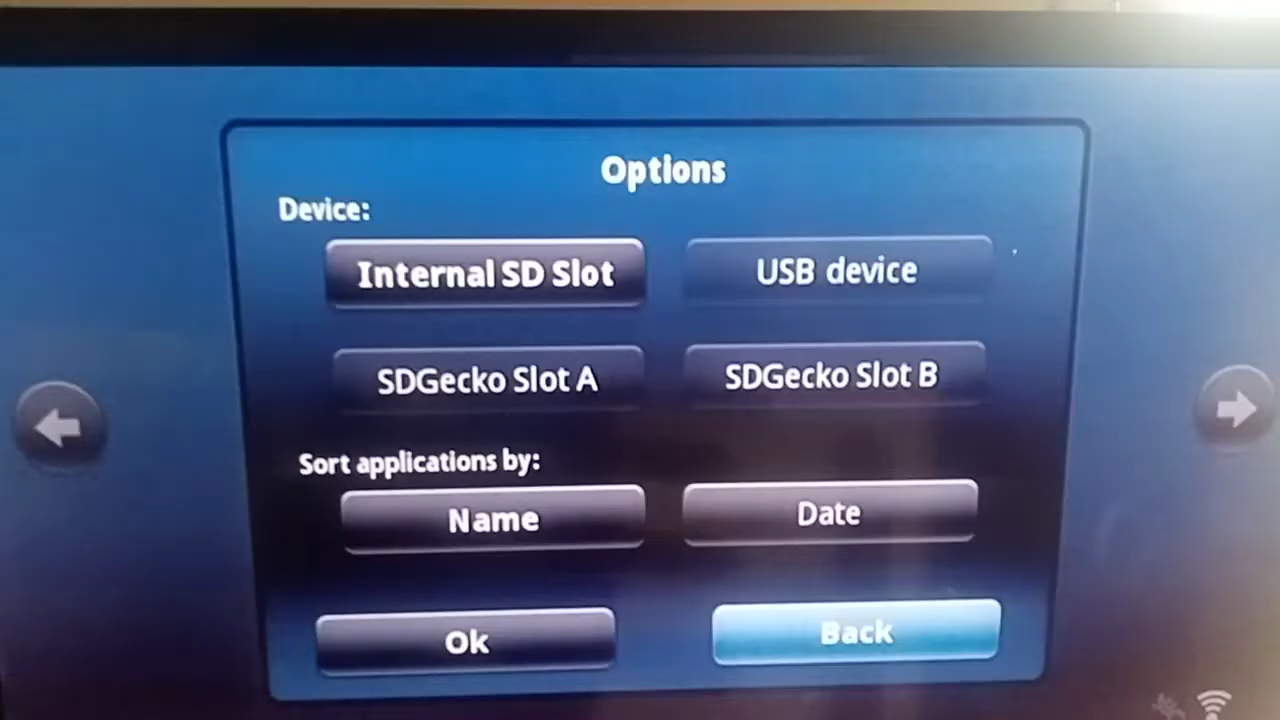 Options
Device:
Internal SD Slot
USB device
SDGecko Slot A
SDGecko Slot B
Sort applications by:
Name
Date
Ok
Back